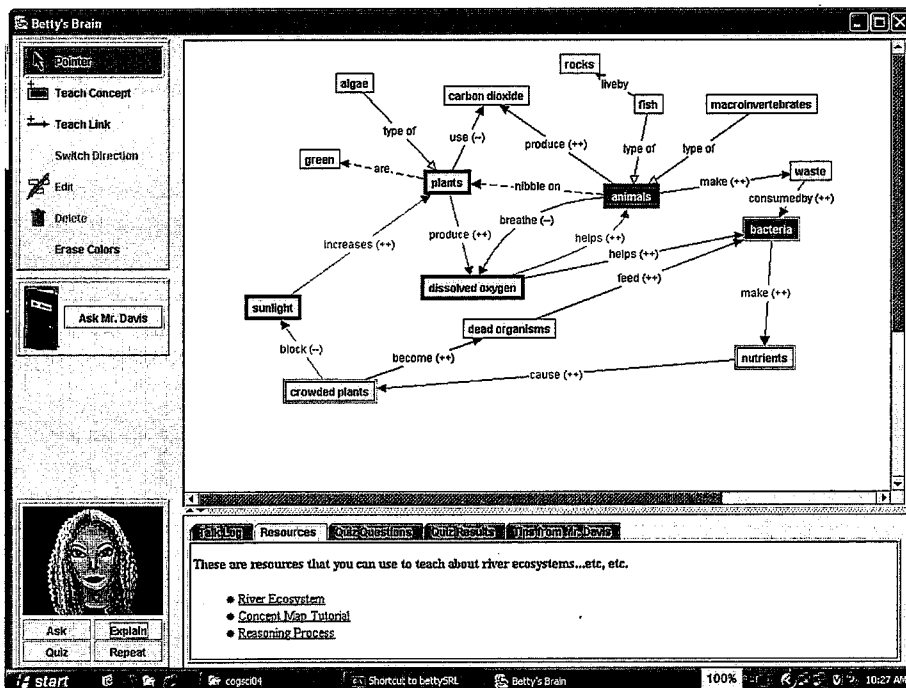 Betty's Brain
Pointer
Teach Concept
Teach Link
Switch Direction
Edit
Delete
Erase Colors
Ask Mr. Davis
Ask
Explain
Quiz
Repeat
rocks
liveby
algae
carbon dioxide
fish
macroinvertebrates
type of
use (--)
produce (++)
type of
type of
green
are
plants
nibble on
animals
make (++)
waste
consumedby (++)
breathe (--)
bacteria
increases (++)
produce (++)
helps (++)
helps (++)
dissolved oxygen
feed (++)
make (++)
sunlight
dead organisms
block (--)
become (++)
nutrients
cause (++)
crowded plants
Talk Log
Resources
Quiz Questions
Quiz Results
Tips from Mr. Davis
These are resources that you can use to teach about river ecosystems...etc, etc.
River Ecosystem
Concept Map Tutorial
Reasoning Process
start
cogsci04
Shortcut to bettySRL
Betty's Brain
100%
10:27 AM